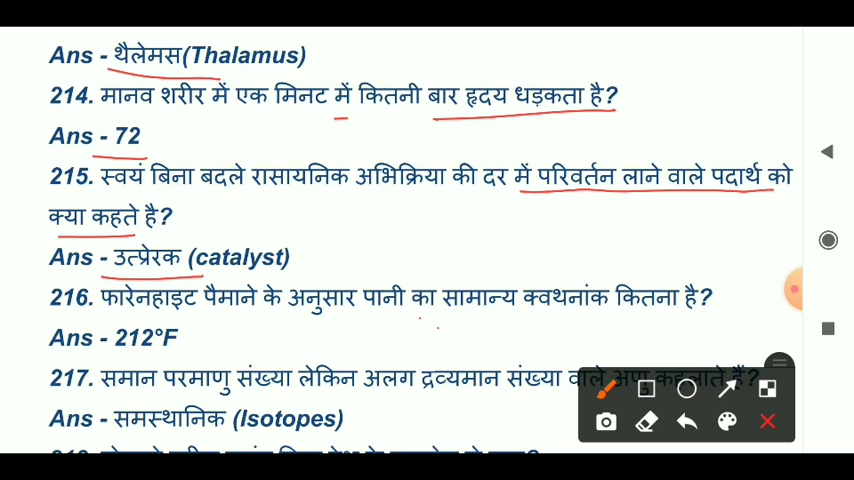 Ans - थैलेमस(Thalamus)
214. मानव शरीर में एक मिनट में कितनी बार हृदय धड़कता है?
Ans - 72
215. स्वयं बिना बदले रासायनिक अभिक्रिया की दर में परिवर्तन लाने वाले पदार्थ को
क्या कहते है?
Ans - उत्प्रेरक (catalyst)
216. फारेनहाइट पैमाने के अनुसार पानी का सामान्य क्वथनांक कितना है?
Ans - 212°F
217. समान परमाणु संख्या लेकिन अलग द्रव्यमान संख्या वाले अणु कहलाते हैं?
Ans - समस्थानिक (Isotopes)